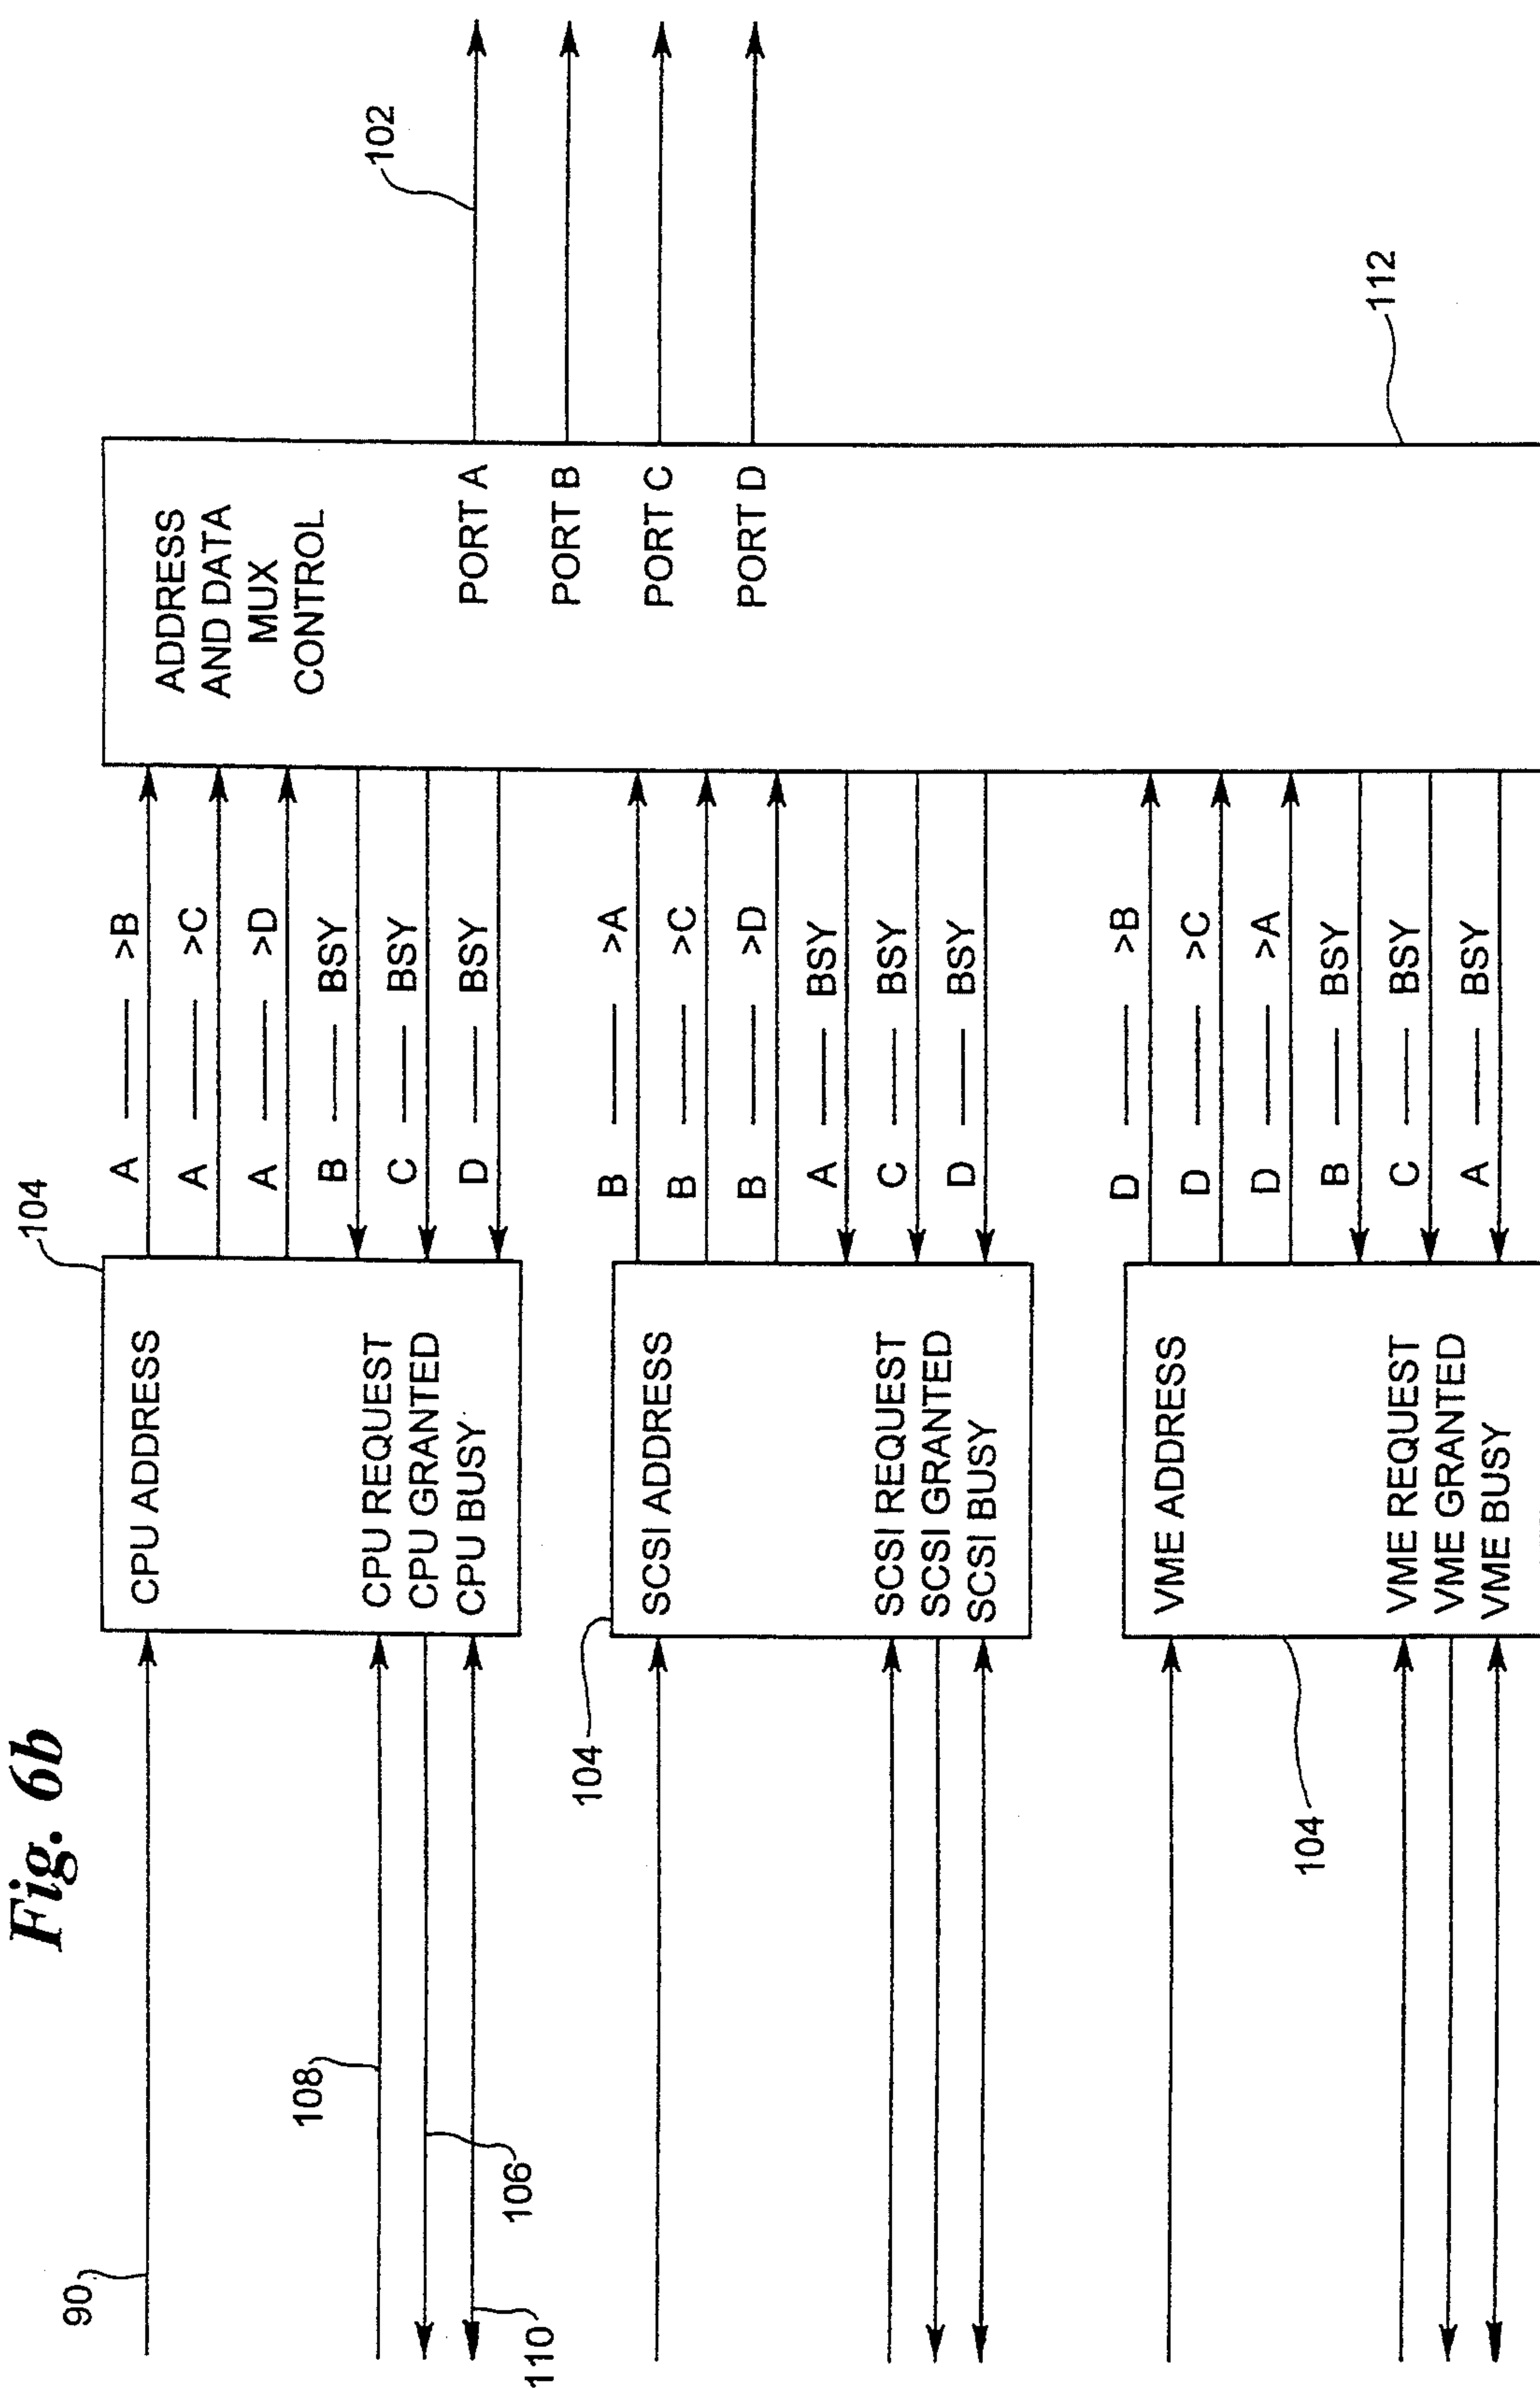 Fig. 6b
90
108
106
110
104
CPU ADDRESS
CPU REQUEST
CPU GRANTED
CPU BUSY
A —— >B
A —— >C
A —— >D
B —— BSY
C —— BSY
D —— BSY
104
SCSI ADDRESS
SCSI REQUEST
SCSI GRANTED
SCSI BUSY
B —— >A
B —— >C
B —— >D
A —— BSY
C —— BSY
D —— BSY
104
VME ADDRESS
VME REQUEST
VME GRANTED
VME BUSY
D —— >B
D —— >C
D —— >A
B —— BSY
C —— BSY
A —— BSY
ADDRESS
AND DATA
MUX
CONTROL
PORT A
PORT B
PORT C
PORT D
102
112